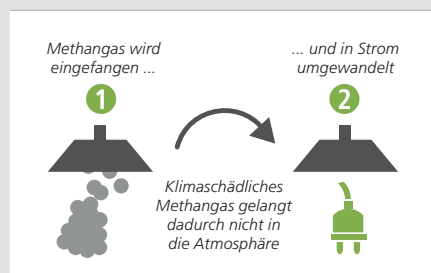 Methangas wird
eingefangen ...
... und in Strom
umgewandelt
1
2
Klimaschädliches
Methangas gelangt
dadurch nicht in
die Atmosphäre